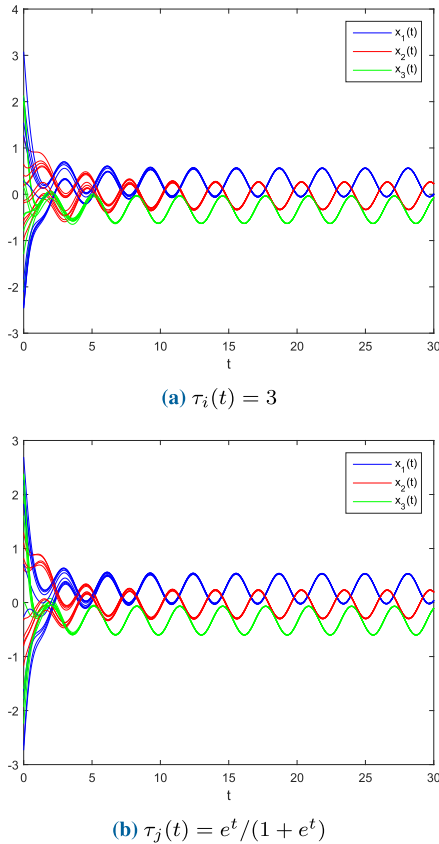 4
3
2
1
0
-1
-2
-3
0 5 10 15 20 25 30
t
x₁(t)
x₂(t)
x₃(t)
(a) τᵢ(t) = 3
3
2
1
0
-1
-2
-3
0 5 10 15 20 25 30
t
x₁(t)
x₂(t)
x₃(t)
(b) τⱼ(t) = eᵗ/(1 + eᵗ)